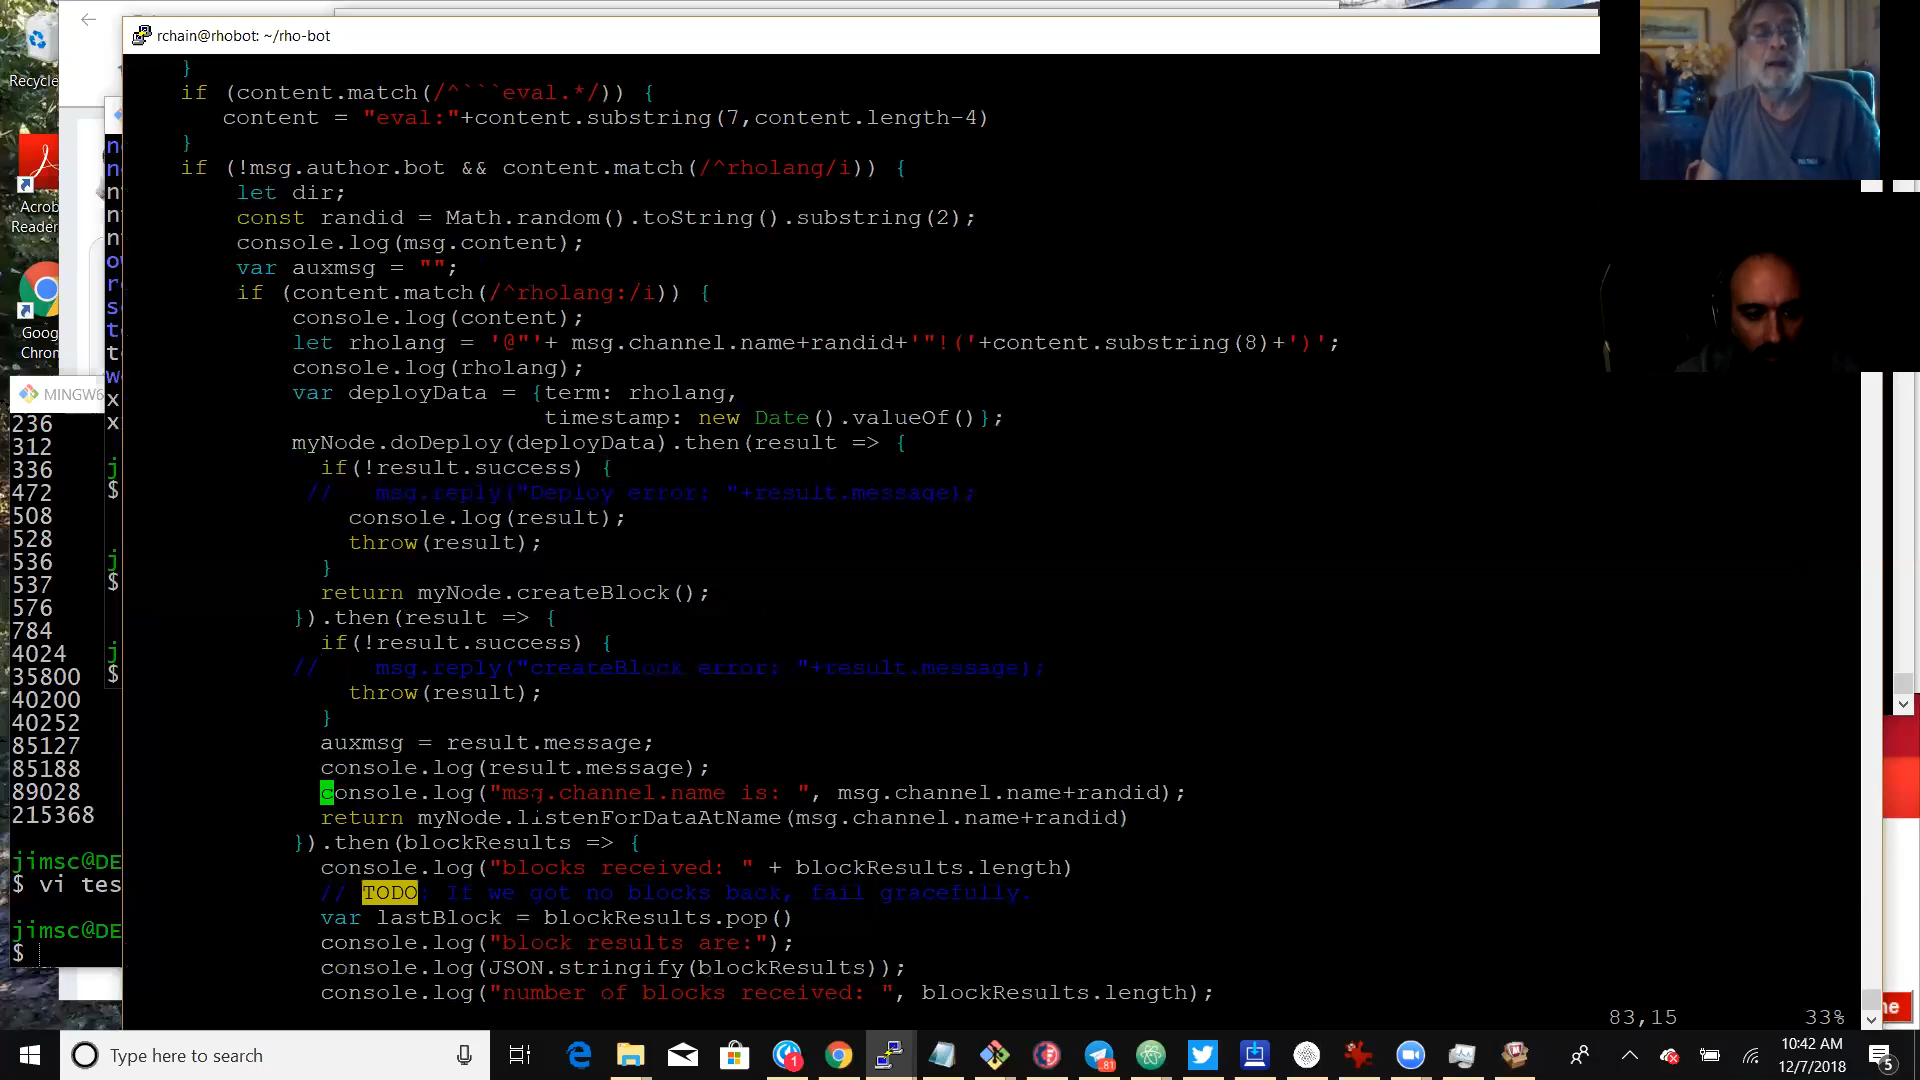 rchain@rhobot: ~/rho-bot
}
if (content.match(/^```eval.*/)) {
content = "eval:"+content.substring(7,content.length-4)
}
if (!msg.author.bot && content.match(/^rholang/i)) {
let dir;
const randid = Math.random().toString().substring(2);
console.log(msg.content);
var auxmsg = "";
if (content.match(/^rholang:/i)) {
console.log(content);
let rholang = '@"'+ msg.channel.name+randid+'"!('+content.substring(8)+')';
console.log(rholang);
var deployData = {term: rholang,
timestamp: new Date().valueOf()};
myNode.doDeploy(deployData).then(result => {
if(!result.success) {
// msg.reply("Deploy error: "+result.message);
console.log(result);
throw(result);
}
return myNode.createBlock();
}).then(result => {
if(!result.success) {
// msg.reply("createBlock error: "+result.message);
throw(result);
}
auxmsg = result.message;
console.log(result.message);
console.log("msg.channel.name is: ", msg.channel.name+randid);
return myNode.listenForDataAtName(msg.channel.name+randid)
}).then(blockResults => {
console.log("blocks received: " + blockResults.length)
// TODO: If we got no blocks back, fail gracefully.
var lastBlock = blockResults.pop()
console.log("block results are:");
console.log(JSON.stringify(blockResults));
console.log("number of blocks received: ", blockResults.length);
83,15 33%
Recycle
Acrob
Reader
Goog
Chrom
MINGW6
236
312
336
472
508
528
536
537
576
784
4024
35800
40200
40252
85127
85188
89028
215368
jimsc@DE
$ vi tes
jimsc@DE
$
Type here to search
10:42 AM
12/7/2018